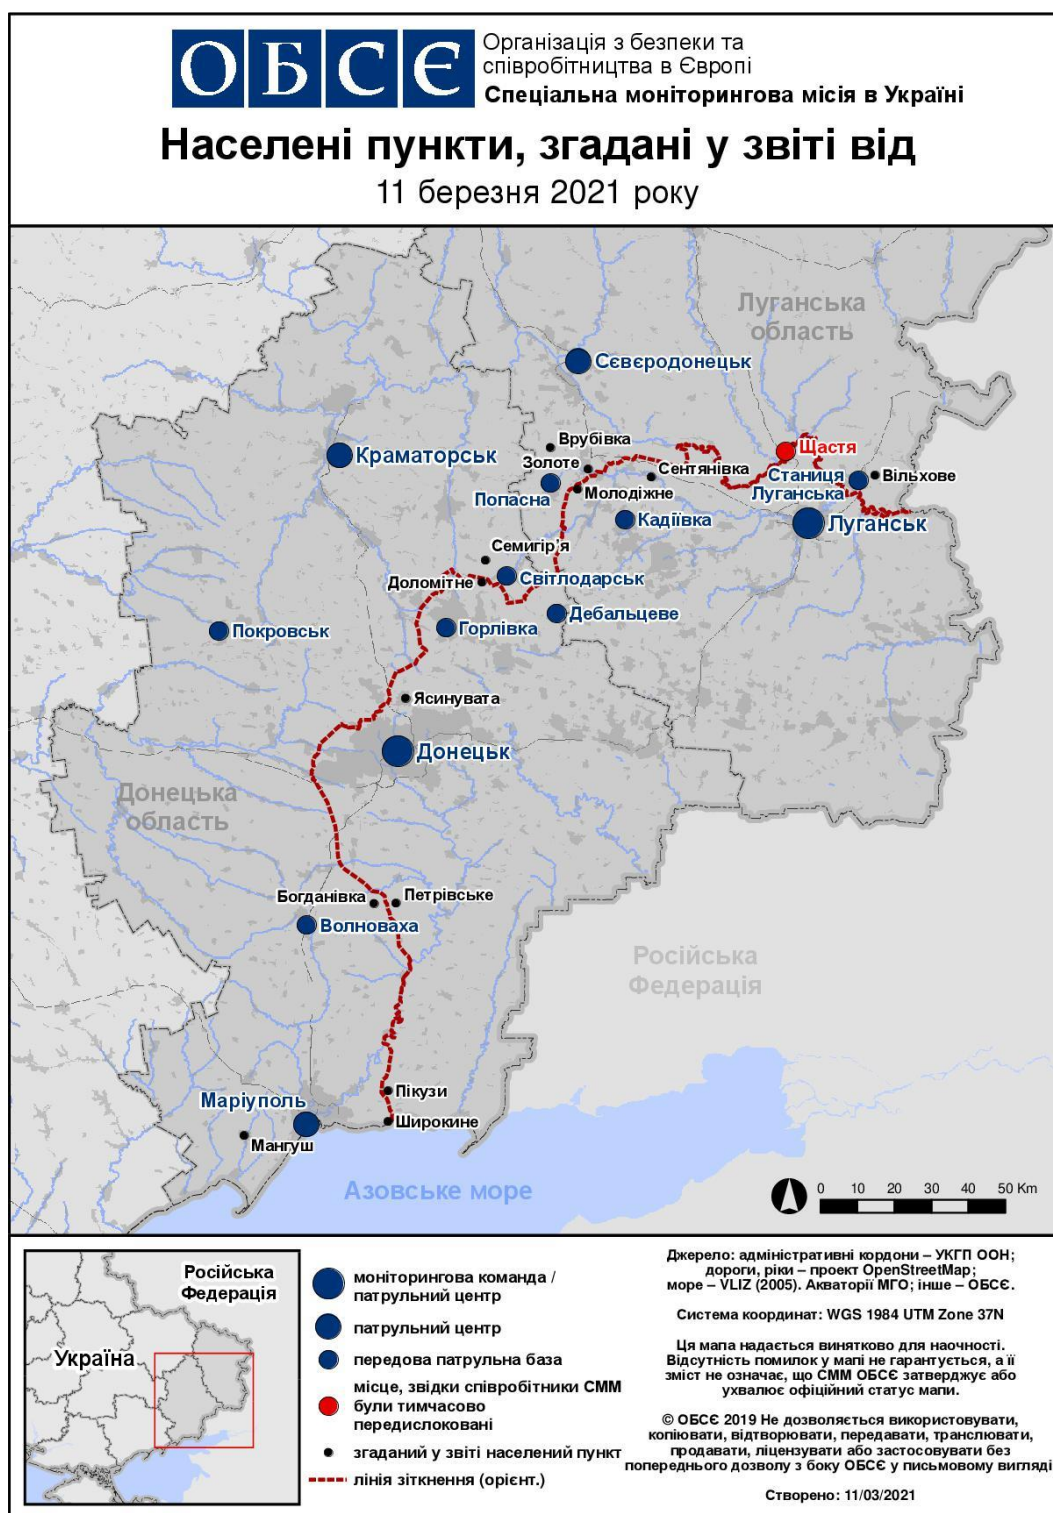 ОБСЄ
Організація з безпеки та
співробітництва в Європі
Спеціальна моніторингова місія в Україні
Населені пункти, згадані у звіті від
11 березня 2021 року
Луганська
область
Сєвєродонецьк
Врубівка
Щастя
Краматорськ
Золоте
Сентянівка
Станиця
Луганська
Вільхове
Попасна
Молодіжне
Кадіївка
Луганськ
Семигір'я
Світлодарськ
Доломітне
Дебальцеве
Покровськ
Горлівка
Ясинувата
Донецьк
Донецька
область
Богданівка
Петрівське
Волноваха
Російська
Федерація
Пікузи
Маріуполь
Широкине
Мангуш
Азовське море
0 10 20 30 40 50 Km
Російська
Федерація
Україна
моніторингова команда /
патрульний центр
патрульний центр
передова патрульна база
місце, звідки співробітники СММ
були тимчасово
передислоковані
згаданий у звіті населений пункт
лінія зіткнення (орієнт.)
Джерело: адміністративні кордони – УКГП ООН;
дороги, ріки – проект OpenStreetMap;
море – VLIZ (2005). Акваторії МГО; інше – ОБСЄ.
Система координат: WGS 1984 UTM Zone 37N
Ця мапа надається винятково для наочності.
Відсутність помилок у мапі не гарантується, а її
зміст не означає, що СММ ОБСЄ затверджує або
ухвалює офіційний статус мапи.
© ОБСЄ 2019 Не дозволяється використовувати,
копіювати, відтворювати, передавати, транслювати,
продавати, ліцензувати або застосовувати без
попереднього дозволу з боку ОБСЄ у письмовому вигляді
Створено: 11/03/2021